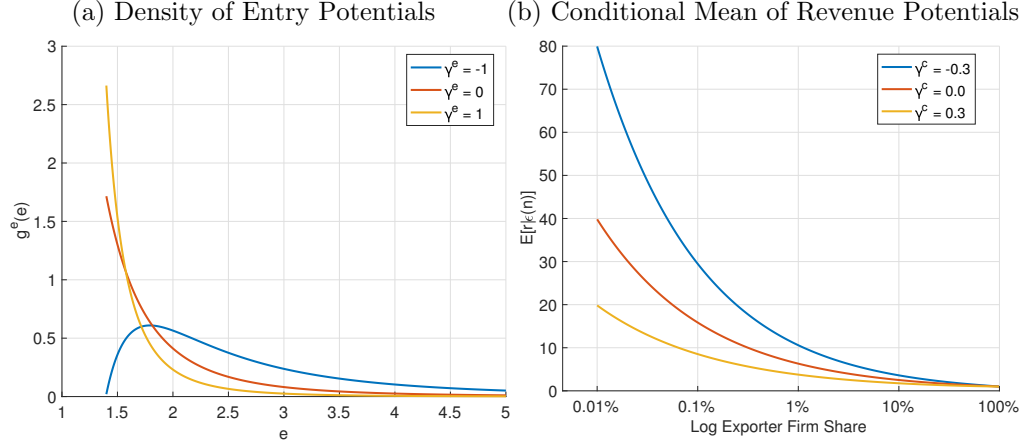 (a) Density of Entry Potentials
3
2.5
2
1.5
1
0.5
0
g^e(e)
1 1.5 2 2.5 3 3.5 4 4.5 5
e
γ^e = -1
γ^e = 0
γ^e = 1
(b) Conditional Mean of Revenue Potentials
80
70
60
50
40
30
20
10
0
E[r|ϵ(n)]
0.01% 0.1% 1% 10% 100%
Log Exporter Firm Share
γ^c = -0.3
γ^c = 0.0
γ^c = 0.3